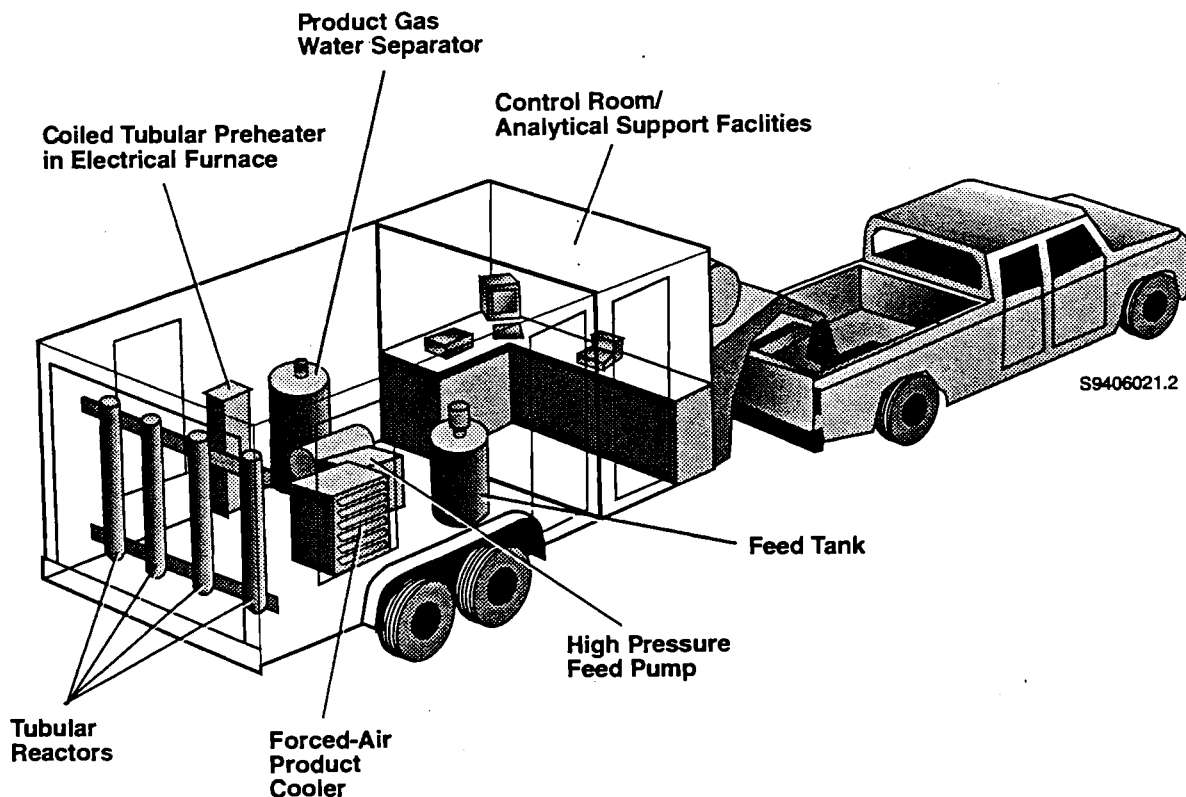 Product Gas
Water Separator
Control Room/
Analytical Support Faclities
Coiled Tubular Preheater
in Electrical Furnace
S9406021.2
Feed Tank
High Pressure
Feed Pump
Tubular
Reactors
Forced-Air
Product
Cooler